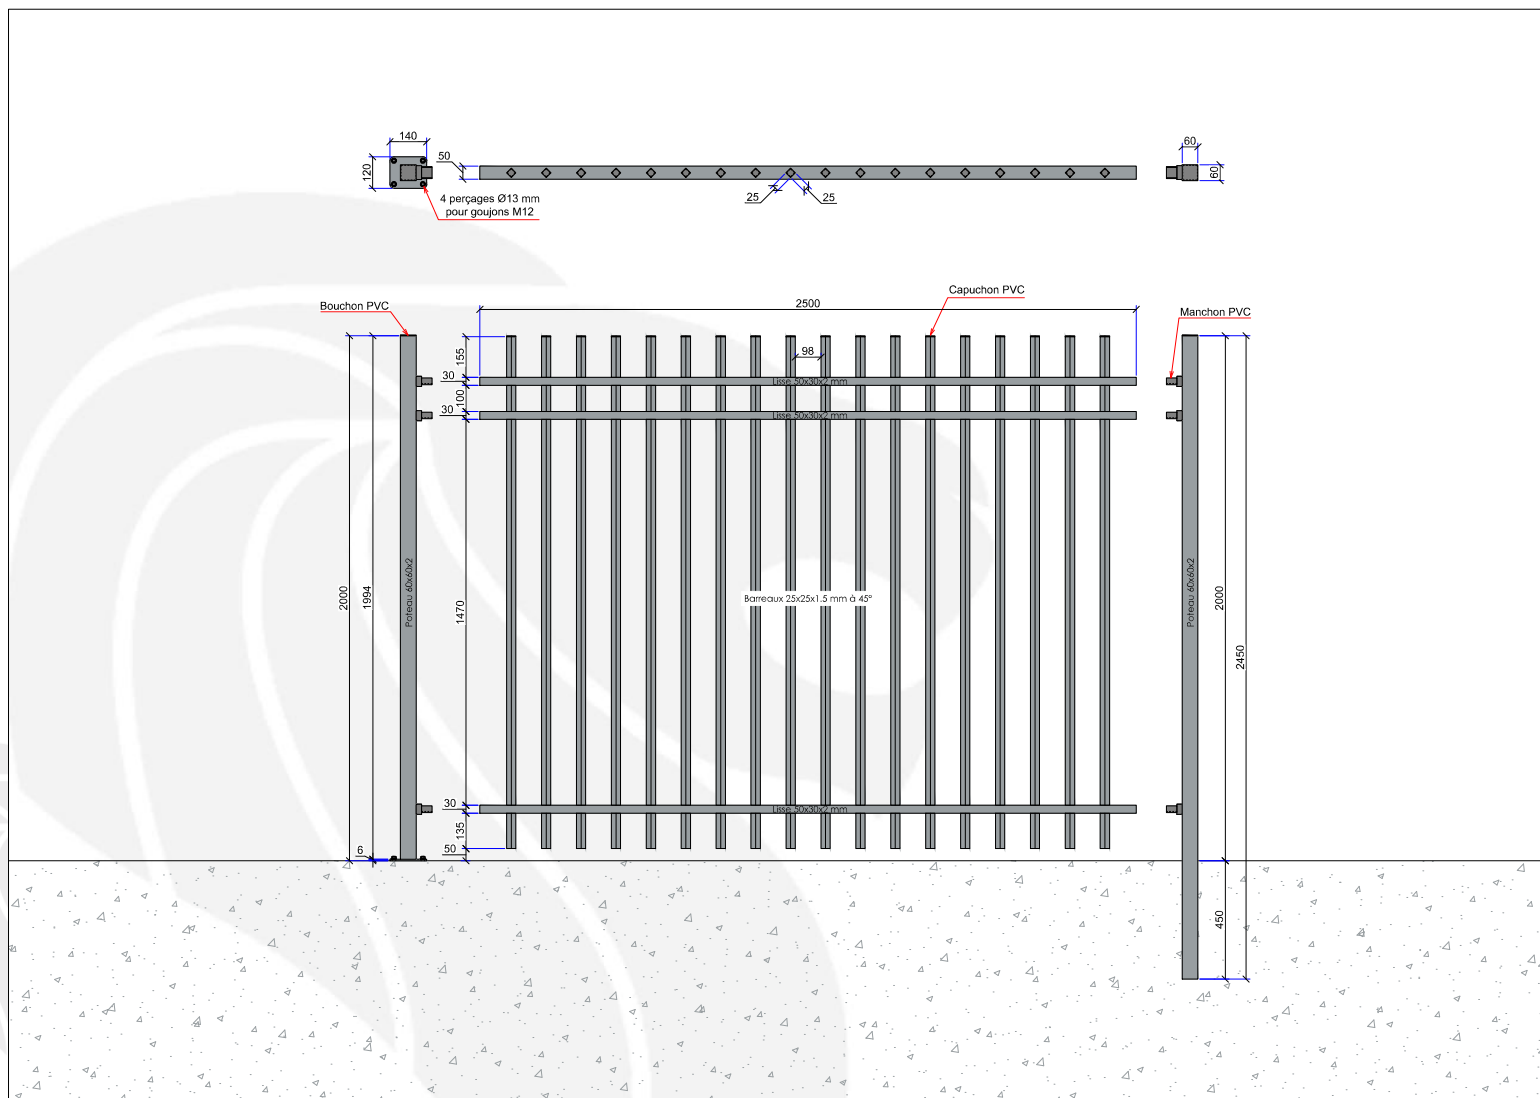 140
120
50
4 perçages Ø13 mm
pour goujons M12
25
25
60
60
Bouchon PVC
2500
Capuchon PVC
Manchon PVC
155
30
100
30
98
Lisse 50x30x2 mm
Lisse 50x30x2 mm
2000
1994
Poteau 60x60x2
1470
Barreaux 25x25x1.5 mm à 45°
Poteau 60x60x2
2000
2450
30
Lisse 50x30x2 mm
135
50
6
450